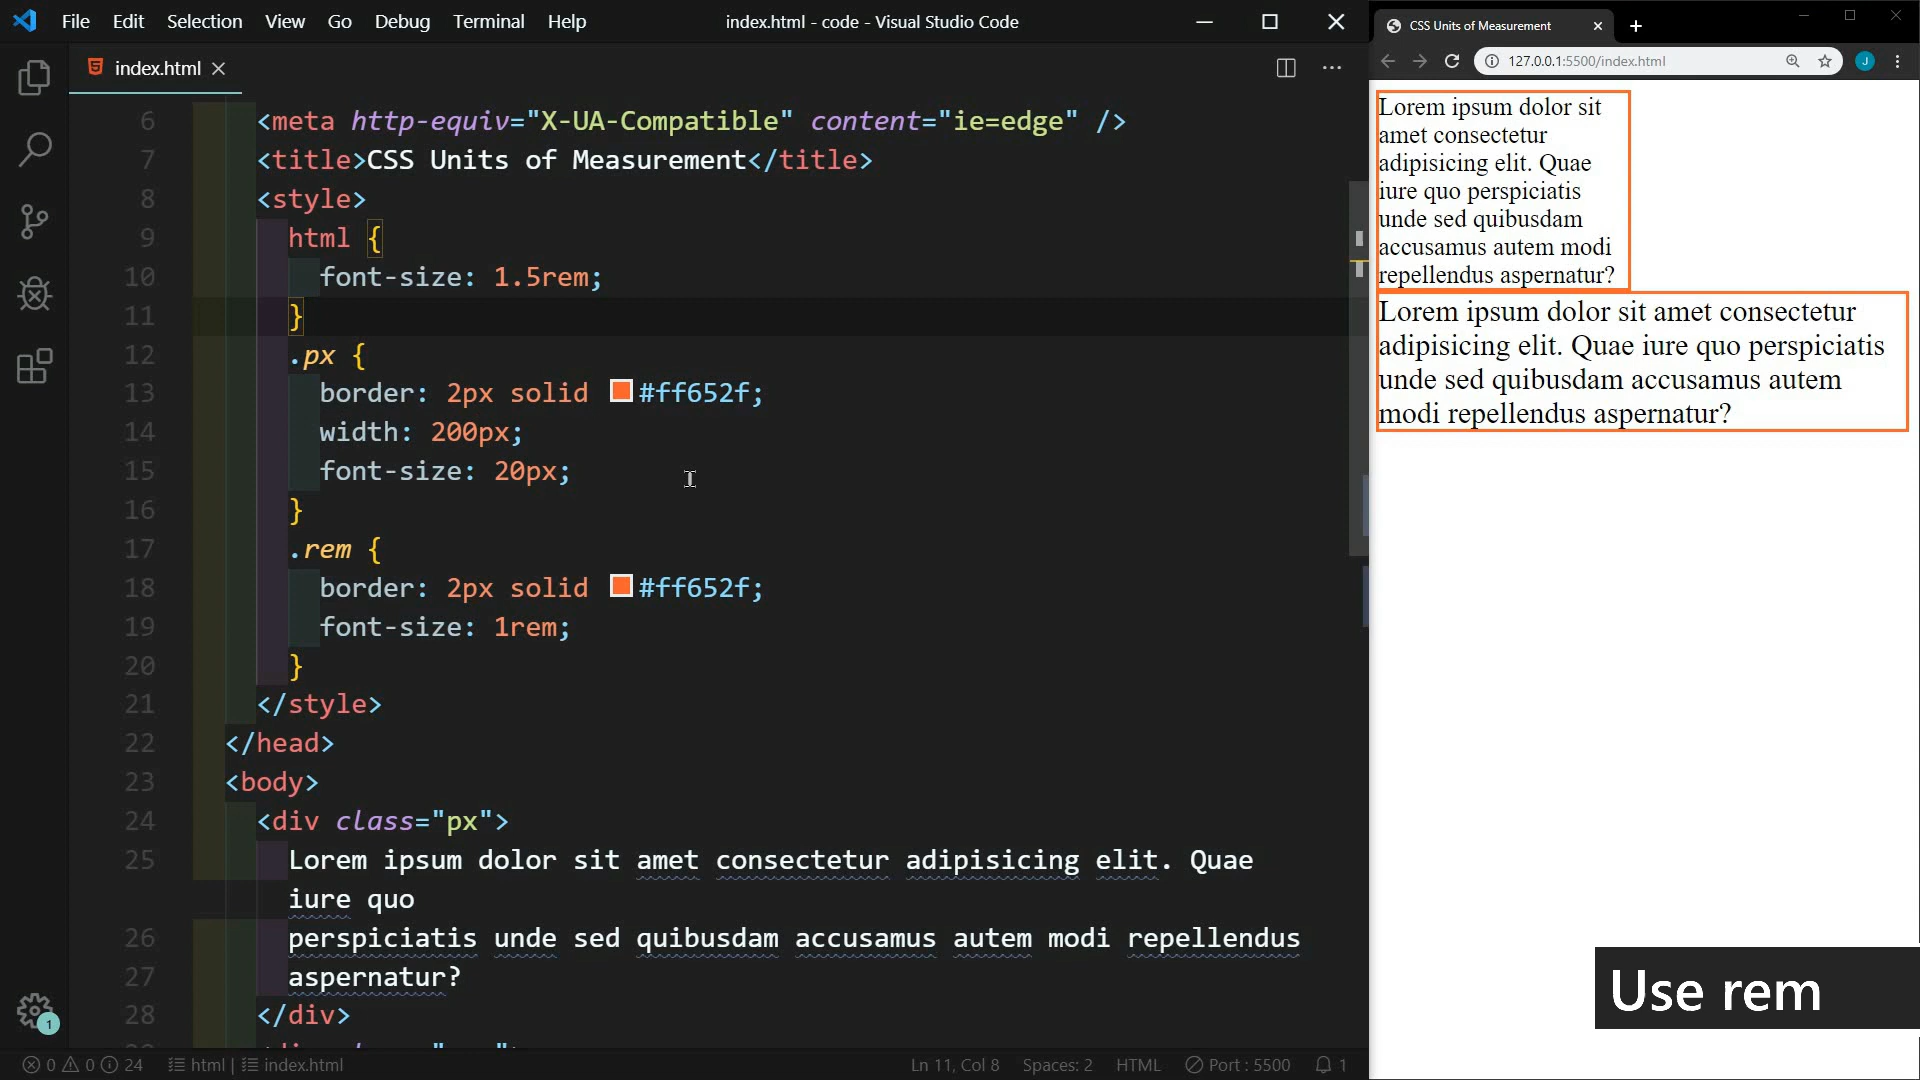 File Edit Selection View Go Debug Terminal Help
index.html - code - Visual Studio Code
index.html
6 <meta http-equiv="X-UA-Compatible" content="ie=edge" />
7 <title>CSS Units of Measurement</title>
8 <style>
9 html {
10 font-size: 1.5rem;
11 }
12 .px {
13 border: 2px solid #ff652f;
14 width: 200px;
15 font-size: 20px;
16 }
17 .rem {
18 border: 2px solid #ff652f;
19 font-size: 1rem;
20 }
21 </style>
22 </head>
23 <body>
24 <div class="px">
25 Lorem ipsum dolor sit amet consectetur adipisicing elit. Quae
iure quo
26 perspiciatis unde sed quibusdam accusamus autem modi repellendus
27 aspernatur?
28 </div>
1
0 0 24 html | index.html
Ln 11, Col 8 Spaces: 2 HTML Port : 5500 1
CSS Units of Measurement
127.0.0.1:5500/index.html
J
Lorem ipsum dolor sit
amet consectetur
adipisicing elit. Quae
iure quo perspiciatis
unde sed quibusdam
accusamus autem modi
repellendus aspernatur?
Lorem ipsum dolor sit amet consectetur
adipisicing elit. Quae iure quo perspiciatis
unde sed quibusdam accusamus autem
modi repellendus aspernatur?
Use rem